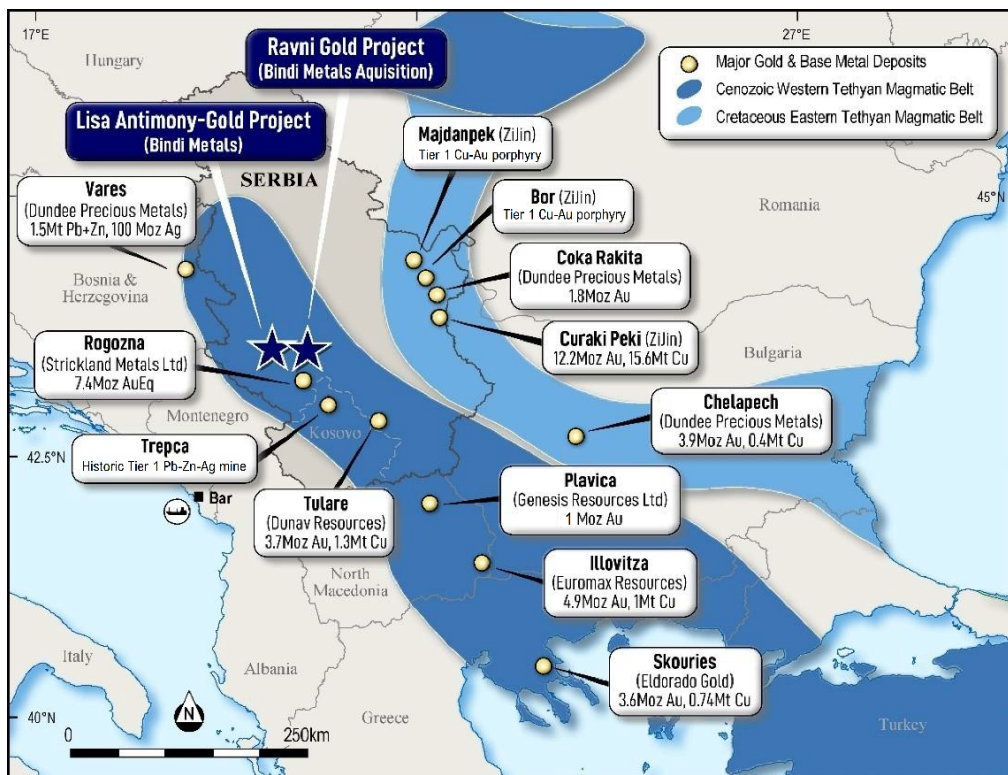 17°E
27°E
Hungary
Ravni Gold Project
(Bindi Metals Aquisition)
Major Gold & Base Metal Deposits
Cenozoic Western Tethyan Magmatic Belt
Cretaceous Eastern Tethyan Magmatic Belt
Lisa Antimony-Gold Project
(Bindi Metals)
Majdanpek (ZiJin)
Tier 1 Cu-Au porphyry
SERBIA
Vares
(Dundee Precious Metals)
1.5Mt Pb+Zn, 100 Moz Ag
Bor (ZiJin)
Tier 1 Cu-Au porphyry
Romania
45°N
Bosnia &
Herzegovina
Coka Rakita
(Dundee Precious Metals)
1.8Moz Au
Rogozna
(Strickland Metals Ltd)
7.4Moz AuEq
Curaki Peki (ZiJin)
12.2Moz Au, 15.6Mt Cu
Bulgaria
Montenegro
Kosovo
Chelapech
(Dundee Precious Metals)
3.9Moz Au, 0.4Mt Cu
Trepca
Historic Tier 1 Pb-Zn-Ag mine
42.5°N
Bar
Tulare
(Dunav Resources)
3.7Moz Au, 1.3Mt Cu
Plavica
(Genesis Resources Ltd)
1 Moz Au
North
Macedonia
Illovitza
(Euromax Resources)
4.9Moz Au, 1Mt Cu
Italy
Albania
Skouries
(Eldorado Gold)
3.6Moz Au, 0.74Mt Cu
N
40°N
Greece
Turkey
0
250km